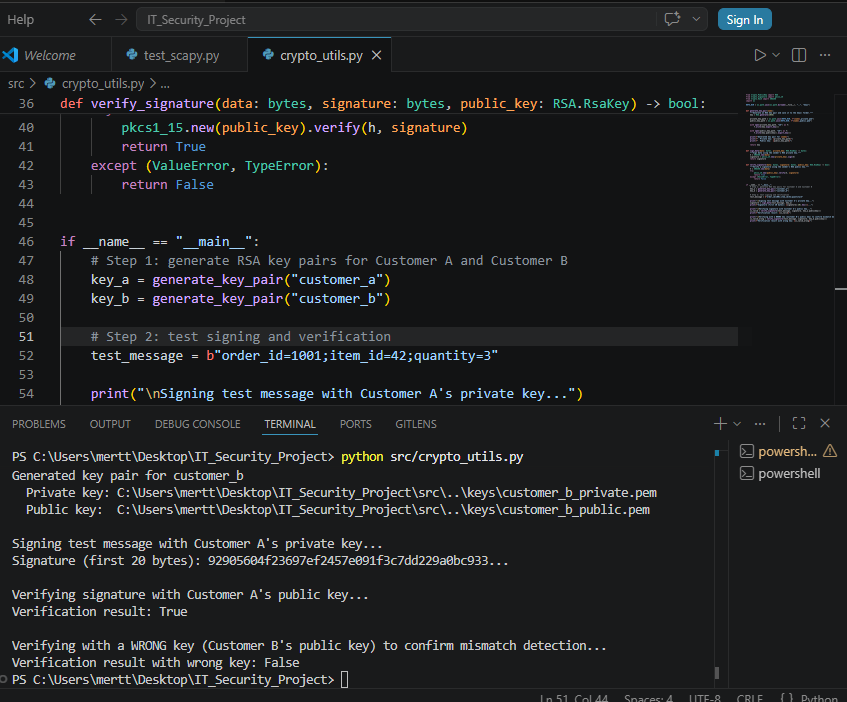 Help
IT_Security_Project
Sign In
Welcome
test_scapy.py
crypto_utils.py
src > crypto_utils.py > ...
36 def verify_signature(data: bytes, signature: bytes, public_key: RSA.RsaKey) -> bool:
40 pkcs1_15.new(public_key).verify(h, signature)
41 return True
42 except (ValueError, TypeError):
43 return False
44
45
46 if __name__ == "__main__":
47 # Step 1: generate RSA key pairs for Customer A and Customer B
48 key_a = generate_key_pair("customer_a")
49 key_b = generate_key_pair("customer_b")
50
51 # Step 2: test signing and verification
52 test_message = b"order_id=1001;item_id=42;quantity=3"
53
54 print("\nSigning test message with Customer A's private key...")
PROBLEMS OUTPUT DEBUG CONSOLE TERMINAL PORTS GITLENS
PS C:\Users\mertt\Desktop\IT_Security_Project> python src/crypto_utils.py
Generated key pair for customer_b
Private key: C:\Users\mertt\Desktop\IT_Security_Project\src\..\keys\customer_b_private.pem
Public key: C:\Users\mertt\Desktop\IT_Security_Project\src\..\keys\customer_b_public.pem
Signing test message with Customer A's private key...
Signature (first 20 bytes): 92905604f23697ef2457e091f3c7dd229a0bc933...
Verifying signature with Customer A's public key...
Verification result: True
Verifying with a WRONG key (Customer B's public key) to confirm mismatch detection...
Verification result with wrong key: False
PS C:\Users\mertt\Desktop\IT_Security_Project>
powersh...
powershell
Ln 51, Col 44 Spaces: 4 UTF-8 CRLF {} Python